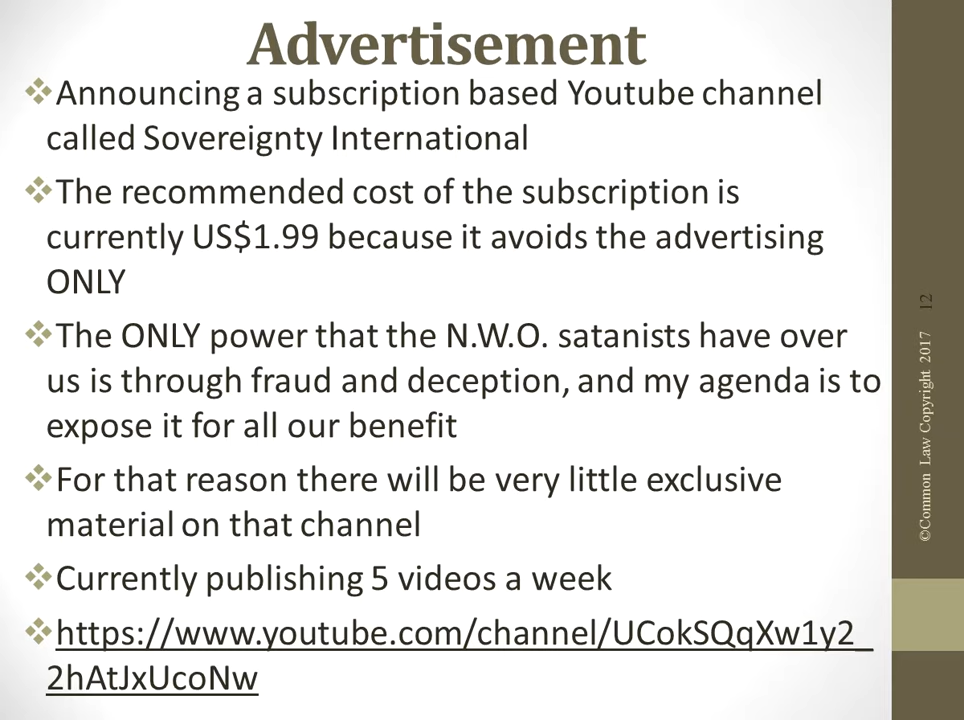 Advertisement
❖Announcing a subscription based Youtube channel
called Sovereignty International
❖The recommended cost of the subscription is
currently US$1.99 because it avoids the advertising
ONLY
❖The ONLY power that the N.W.O. satanists have over
us is through fraud and deception, and my agenda is to
expose it for all our benefit
❖For that reason there will be very little exclusive
material on that channel
❖Currently publishing 5 videos a week
❖https://www.youtube.com/channel/UCokSQqXw1y2_
2hAtJxUcoNw
©Common Law Copyright 2017
12